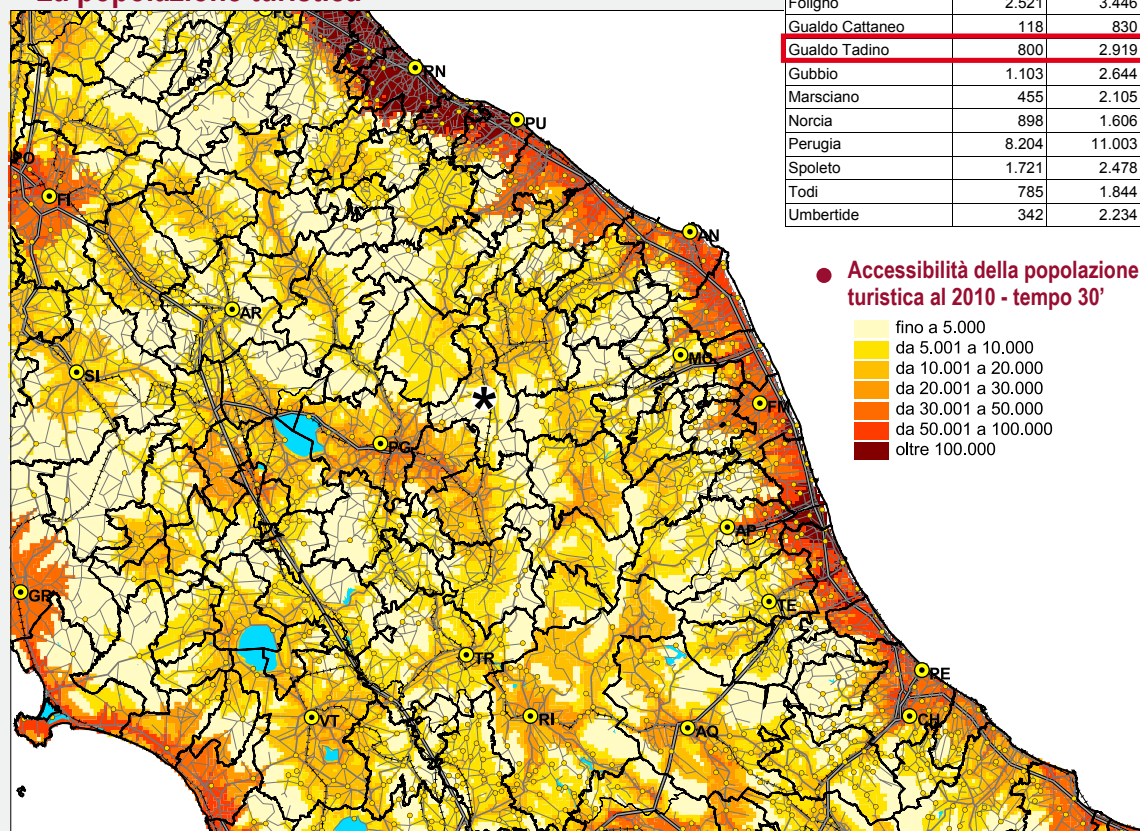 La popolazione turistica
Foligno 2.521 3.446
Gualdo Cattaneo 118 830
Gualdo Tadino 800 2.919
Gubbio 1.103 2.644
Marsciano 455 2.105
Norcia 898 1.606
Perugia 8.204 11.003
Spoleto 1.721 2.478
Todi 785 1.844
Umbertide 342 2.234
Accessibilità della popolazione
turistica al 2010 - tempo 30’
fino a 5.000
da 5.001 a 10.000
da 10.001 a 20.000
da 20.001 a 30.000
da 30.001 a 50.000
da 50.001 a 100.000
oltre 100.000
RN
PU
PO
FI
AN
AR
MC
SI
*
FM
PG
AP
GR
TE
TR
PE
VT
RI
AQ
CH